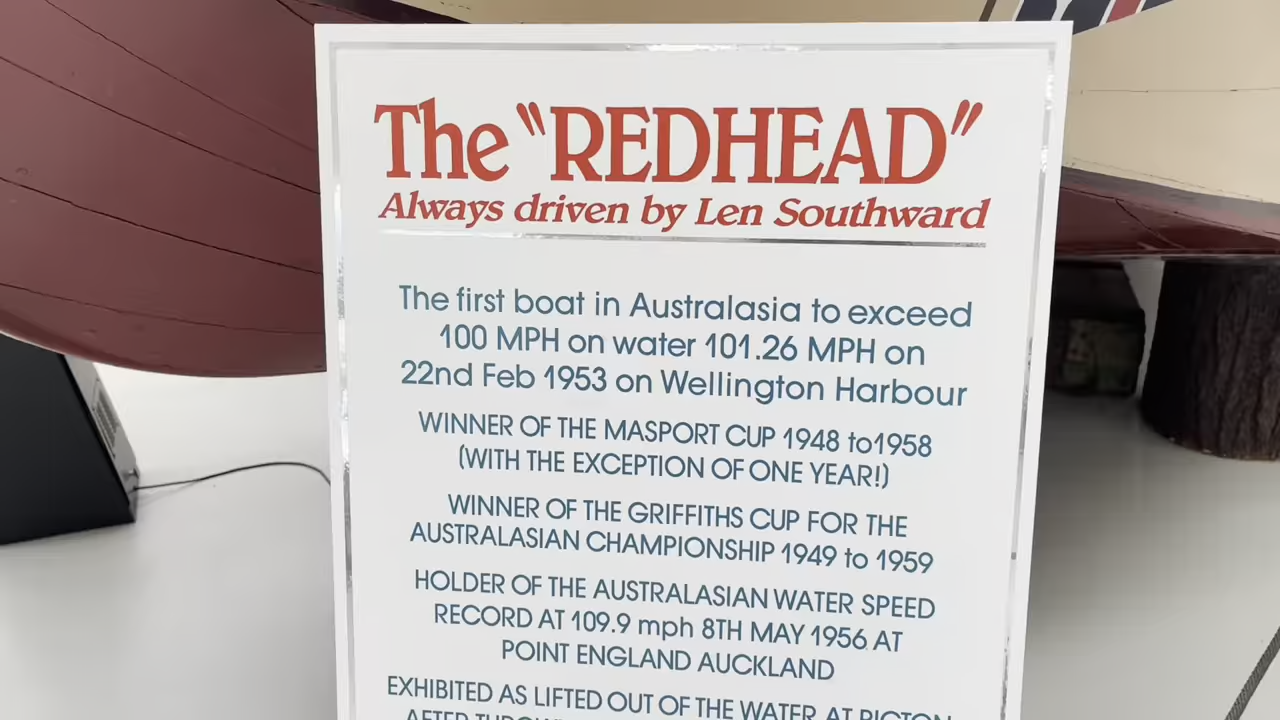 The "REDHEAD"
Always driven by Len Southward
The first boat in Australasia to exceed
100 MPH on water 101.26 MPH on
22nd Feb 1953 on Wellington Harbour
WINNER OF THE MASPORT CUP 1948 to1958
(WITH THE EXCEPTION OF ONE YEAR!)
WINNER OF THE GRIFFITHS CUP FOR THE
AUSTRALASIAN CHAMPIONSHIP 1949 to 1959
HOLDER OF THE AUSTRALASIAN WATER SPEED
RECORD AT 109.9 mph 8TH MAY 1956 AT
POINT ENGLAND AUCKLAND
EXHIBITED AS LIFTED OUT OF THE WATER AT PICTON
AFTER